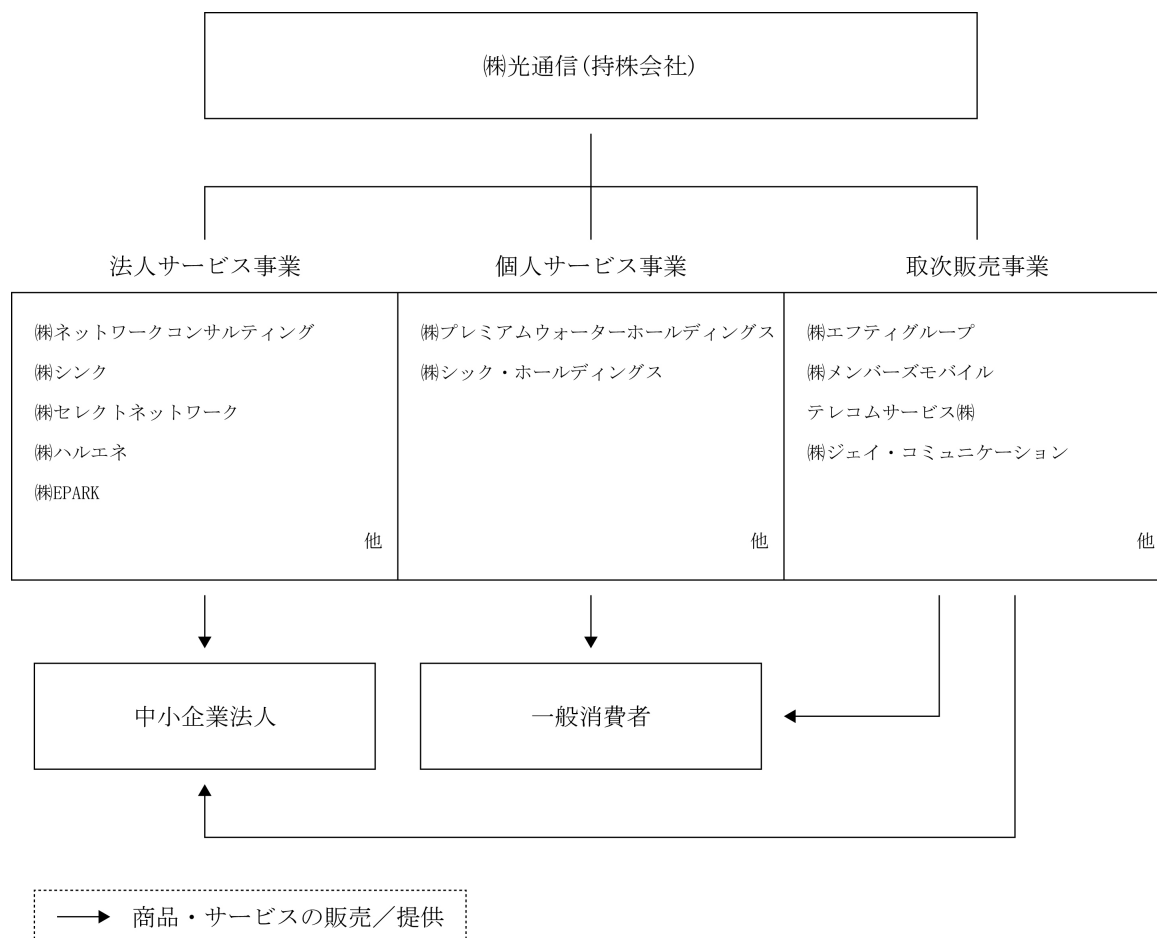 ㈱光通信(持株会社)
法人サービス事業
個人サービス事業
取次販売事業
㈱ネットワークコンサルティング
㈱シンク
㈱セレクトネットワーク
㈱ハルエネ
㈱EPARK
他
㈱プレミアムウォーターホールディングス
㈱シック・ホールディングス
他
㈱エフティグループ
㈱メンバーズモバイル
テレコムサービス㈱
㈱ジェイ・コミュニケーション
他
中小企業法人
一般消費者
商品・サービスの販売／提供